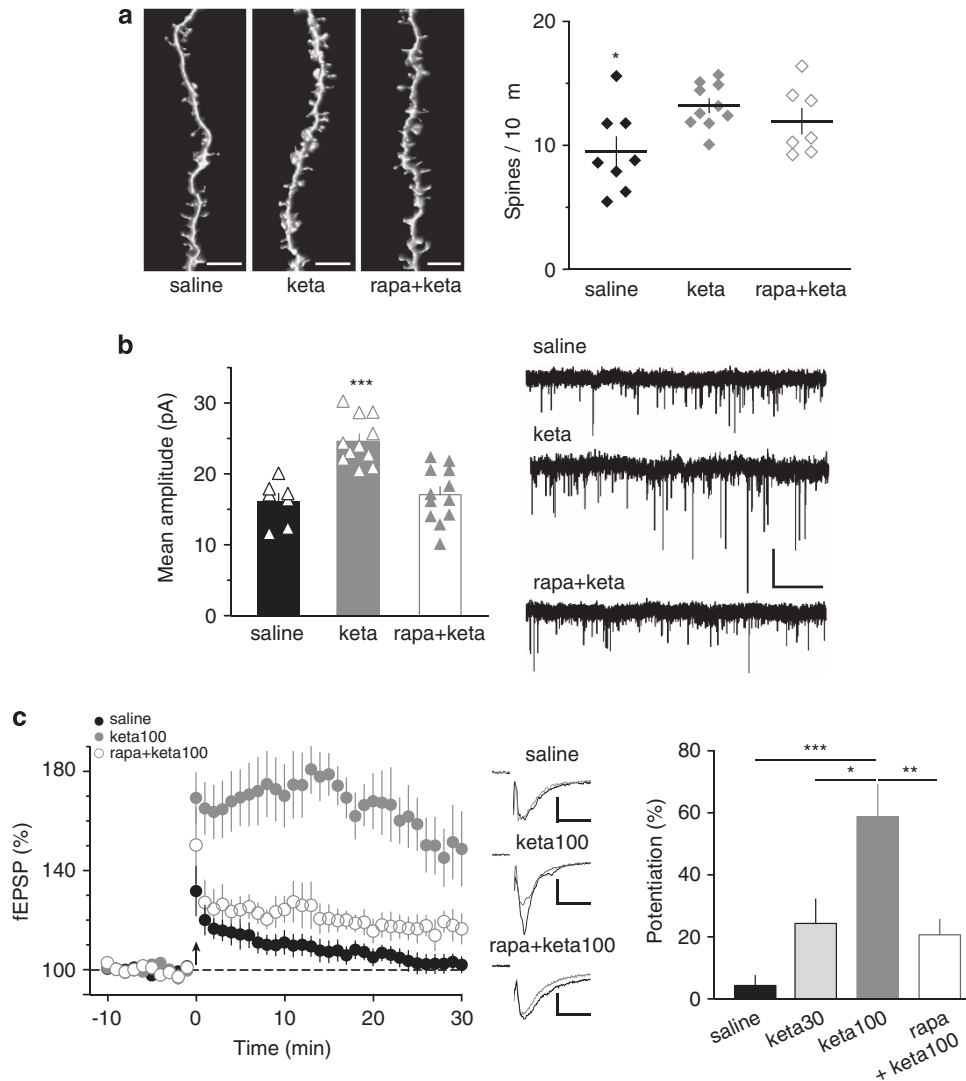 a
saline
keta
rapa+keta
20
10
0
Spines / 10 m
*
saline
keta
rapa+keta
b
Mean amplitude (pA)
30
20
10
0
***
saline
keta
rapa+keta
saline
keta
rapa+keta
c
saline
keta100
rapa+keta100
fEPSP (%)
180
140
100
-10
0
10
20
30
Time (min)
saline
keta100
rapa+keta100
Potentiation (%)
80
60
40
20
0
***
*
**
saline
keta30
keta100
rapa
+ keta100